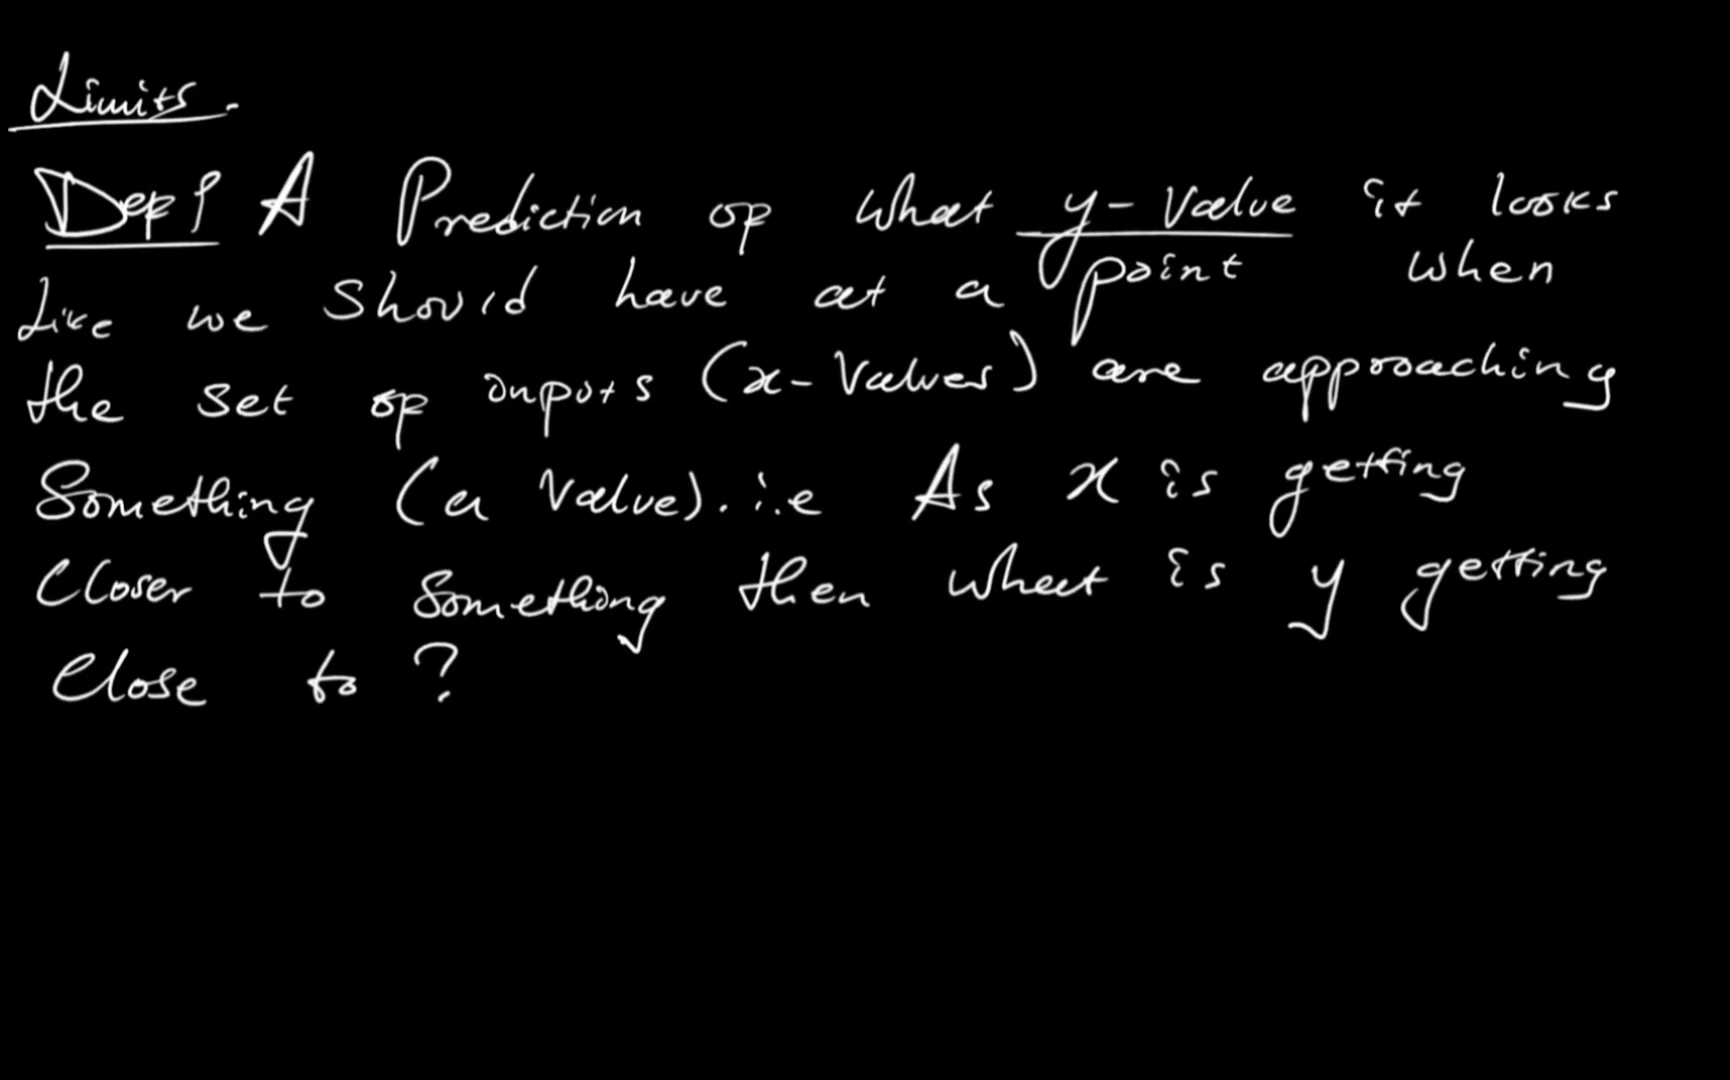 Limits.
Def: A Prediction of what y-value it looks
Like we should have at a point when
the set of inputs (x-Values) are approaching
Something (a value). i.e As x is getting
Closer to something then what is y getting
Close to ?